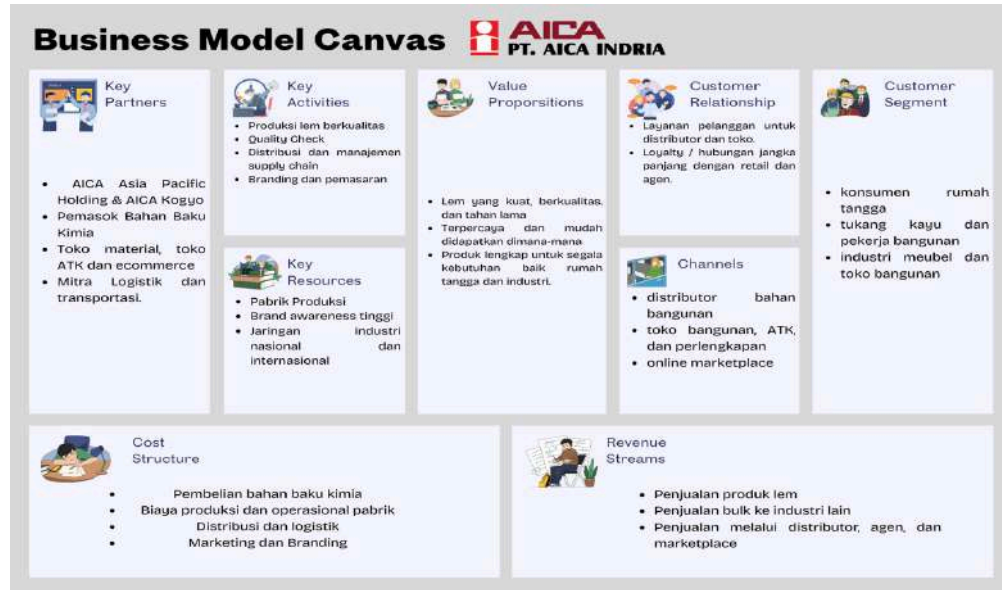 Business Model Canvas
AICA
PT. AICA INDRIA
Key
Partners
AICA Asia Pacific
Holding & AICA Kogyo
Pemasok Bahan Baku
Kimia
Toko material, toko
ATK dan ecommerce
Mitra Logistik dan
transportasi.
Key
Activities
Produksi lem berkualitas
Quality Check
Distribusi dan manajemen
supply chain
Branding dan pemasaran
Key
Resources
Pabrik Produksi
Brand awareness tinggi
Jaringan industri
nasional dan
internasional
Value
Proporsitions
Lem yang kuat, berkualitas,
dan tahan lama
Terpercaya dan mudah
didapatkan dimana-mana
Produk lengkap untuk segala
kebutuhan baik rumah
tangga dan industri.
Customer
Relationship
Layanan pelanggan untuk
distributor dan toko.
Loyalty / hubungan jangka
panjang dengan retail dan
agen.
Channels
distributor bahan
bangunan
toko bangunan, ATK,
dan perlengkapan
online marketplace
Customer
Segment
konsumen rumah
tangga
tukang kayu dan
pekerja bangunan
industri meubel dan
toko bangunan
Cost
Structure
Pembelian bahan baku kimia
Biaya produksi dan operasional pabrik
Distribusi dan logistik
Marketing dan Branding
Revenue
Streams
Penjualan produk lem
Penjualan bulk ke industri lain
Penjualan melalui distributor, agen, dan
marketplace